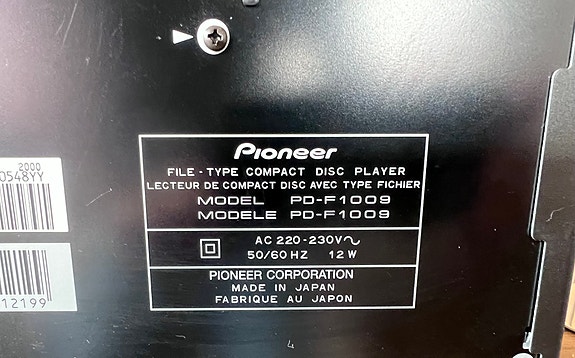 Pioneer
FILE - TYPE COMPACT DISC PLAYER
LECTEUR DE COMPACT DISC AVEC TYPE FICHIER
MODEL PD-F1009
MODELE PD-F1009
AC 220-230V∿
50/60 HZ 12 W
PIONEER CORPORATION
MADE IN JAPAN
FABRIQUE AU JAPON
2000
0548YY
12199
4